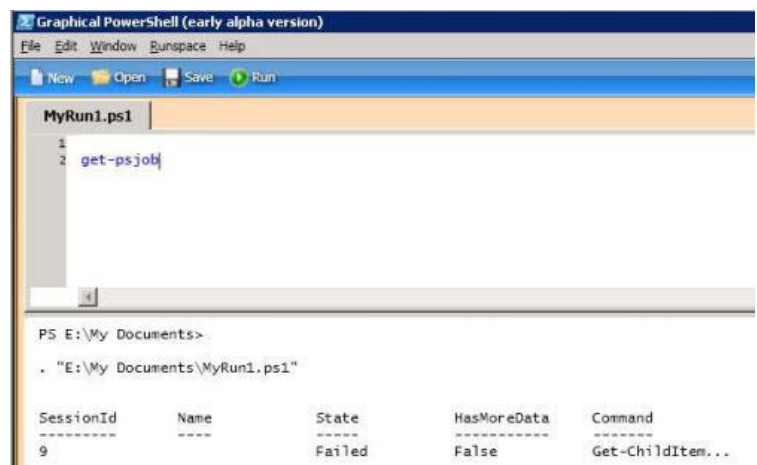 Graphical PowerShell (early alpha version)
File Edit Window Runspace Help
New Open Save Run
MyRun1.ps1
1
2 get-psjob
PS E:\My Documents>
. "E:\My Documents\MyRun1.ps1"
SessionId Name State HasMoreData Command
--------- ---- ----- ----------- -------
9 Failed False Get-ChildItem...